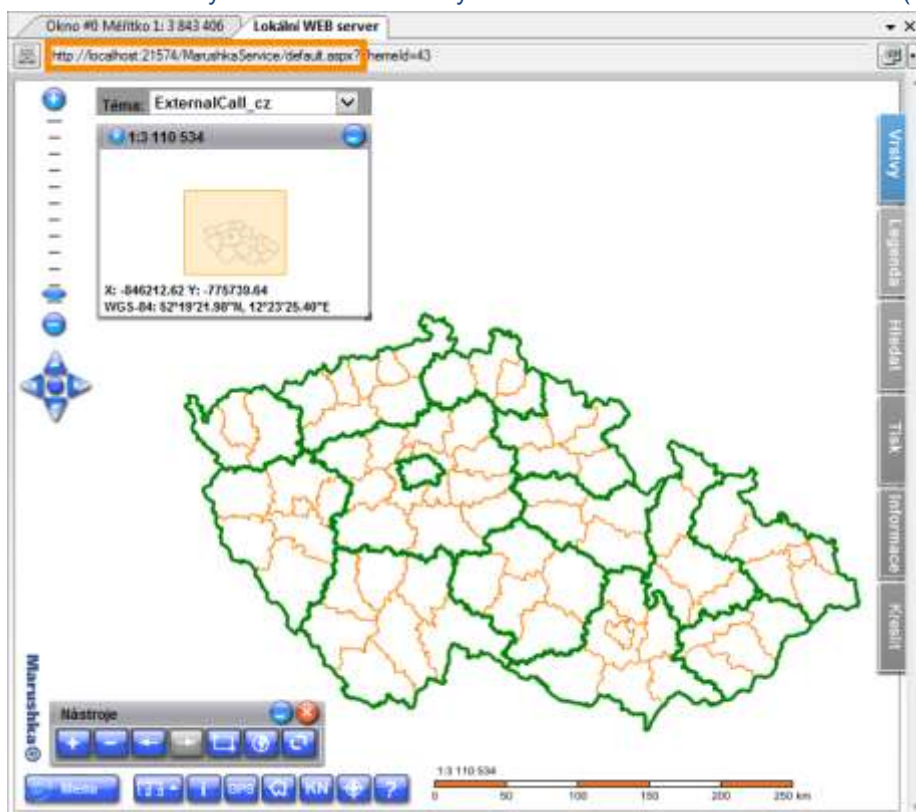 Okno #0 Měřítko 1: 3 843 406
Lokální WEB server
http://localhost:21574/MarushkaService/default.aspx?ThemeId=43
Téma: ExternalCall_cz
1:3 110 534
X: -846212.62 Y: -775739.64
WGS-84: 52°19'21.98"N, 12°23'25.40"E
Vrstvy
Legenda
Hledat
Tisk
Informace
Kreslit
Marushka®
Nástroje
Menu
i
GPS
KN
?
1:3 110 534
0 50 100 150 200 250 km